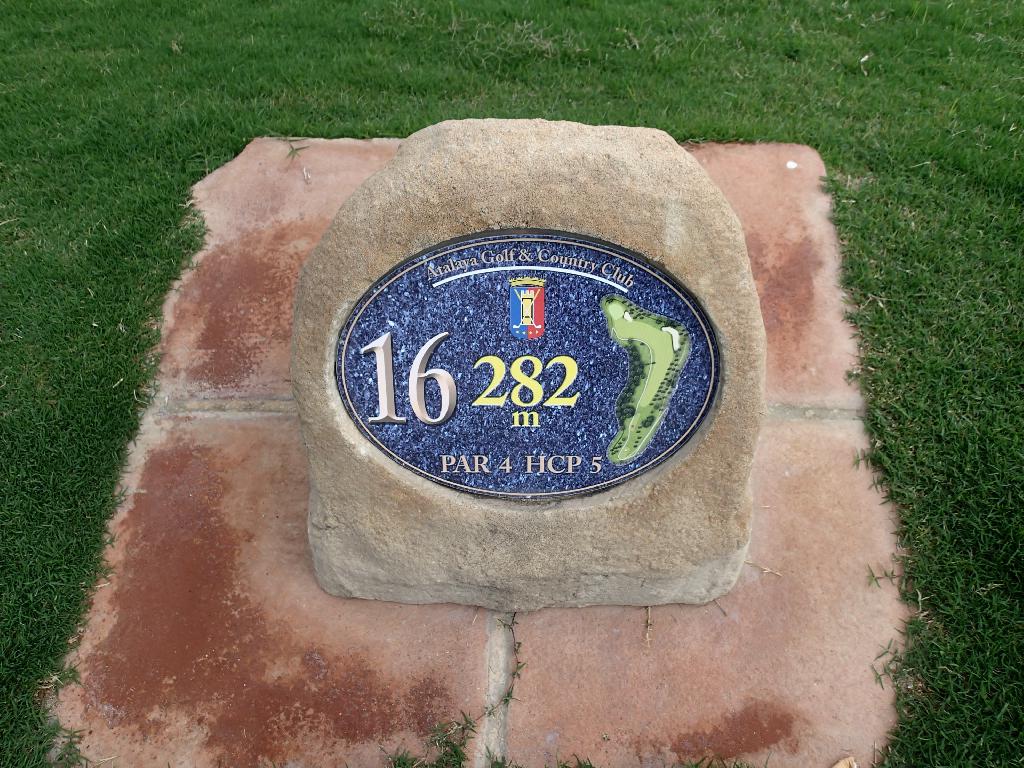 Atalaya Golf & Country Club
16
282
m
PAR 4 HCP 5